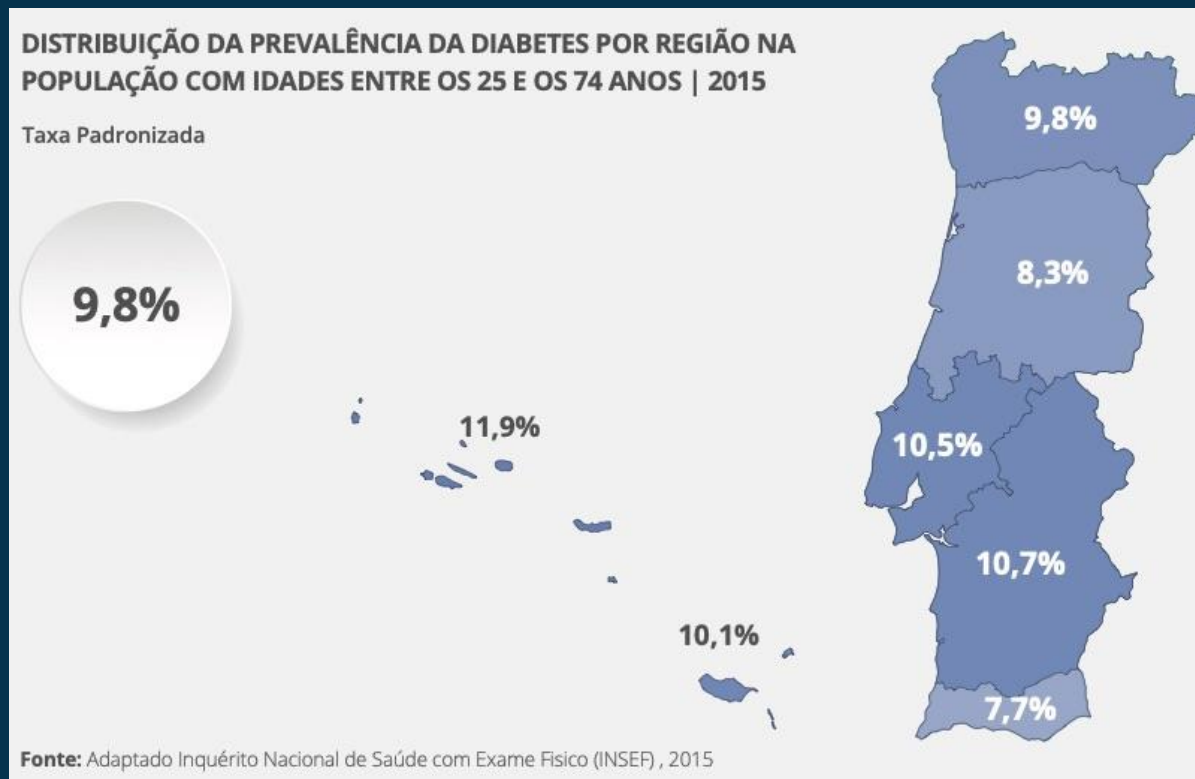 DISTRIBUIÇÃO DA PREVALÊNCIA DA DIABETES POR REGIÃO NA
POPULAÇÃO COM IDADES ENTRE OS 25 E OS 74 ANOS | 2015
Taxa Padronizada
9,8%
9,8%
8,3%
11,9%
10,5%
10,7%
10,1%
7,7%
Fonte: Adaptado Inquérito Nacional de Saúde com Exame Fisico (INSEF) , 2015